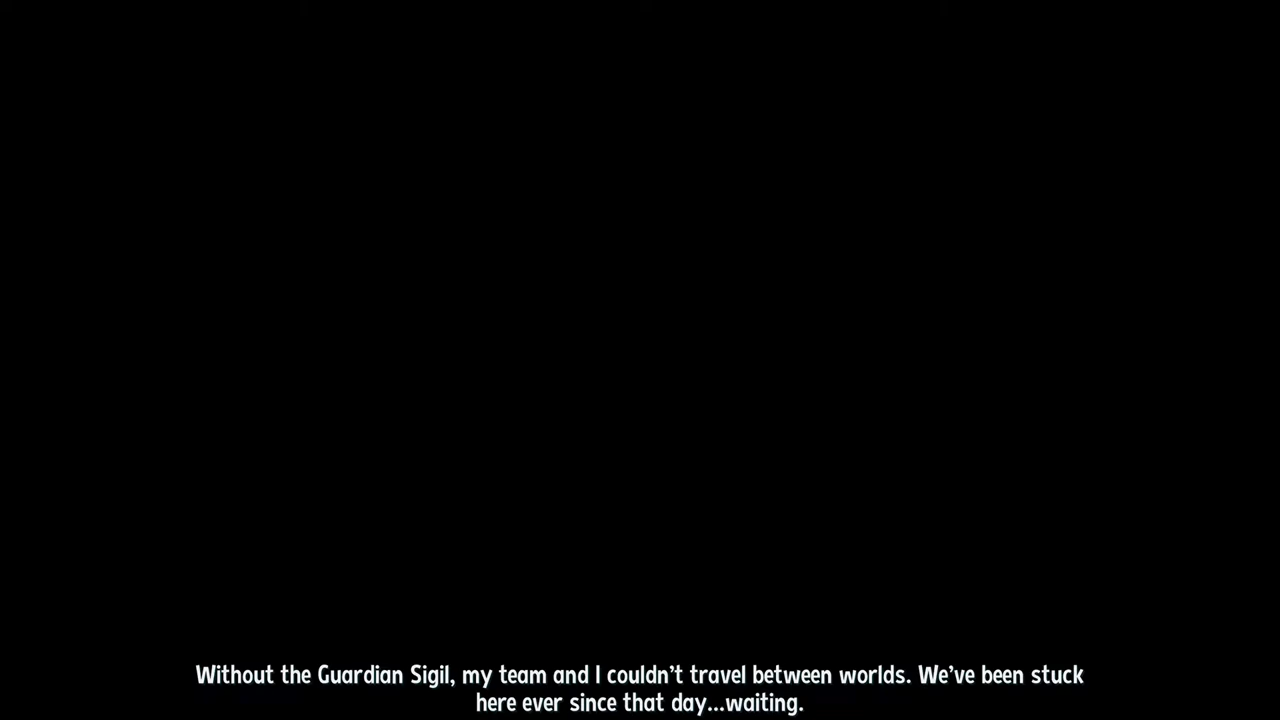 Without the Guardian Sigil, my team and I couldn't travel between worlds. We've been stuck
here ever since that day...waiting.